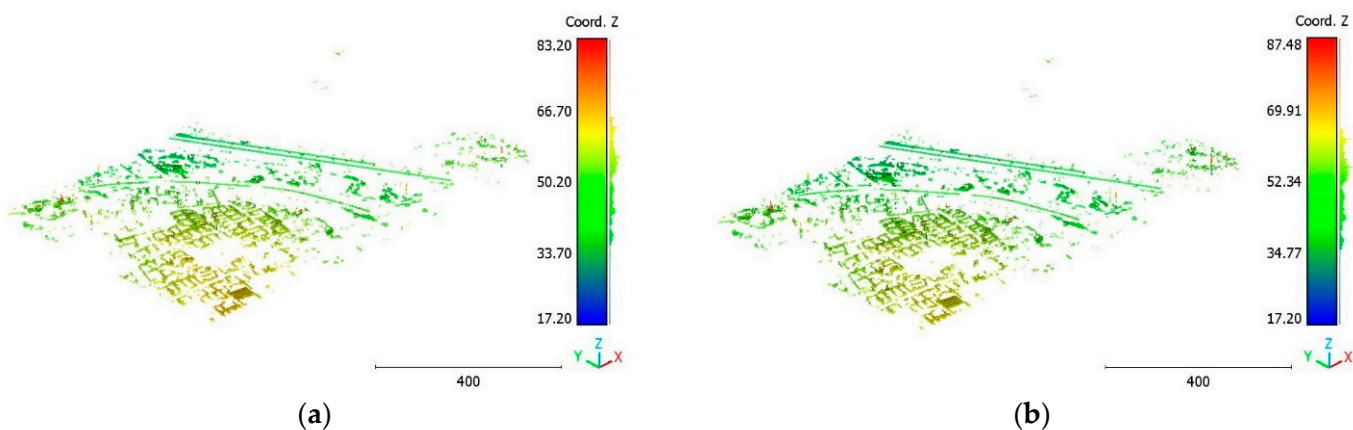 Coord. Z
83.20
66.70
50.20
33.70
17.20
Z
Y X
400
(a)
Coord. Z
87.48
69.91
52.34
34.77
17.20
Z
Y X
400
(b)